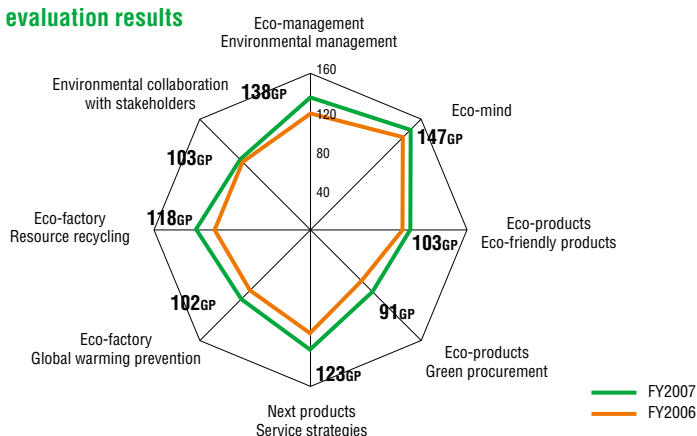 evaluation results
Eco-management
Environmental management
160
138GP
Environmental collaboration
with stakeholders
Eco-mind
120
147GP
80
103GP
40
Eco-factory
Resource recycling
118GP
Eco-products
Eco-friendly products
103GP
102GP
91GP
Eco-factory
Global warming prevention
Eco-products
Green procurement
123GP
Next products
Service strategies
FY2007
FY2006